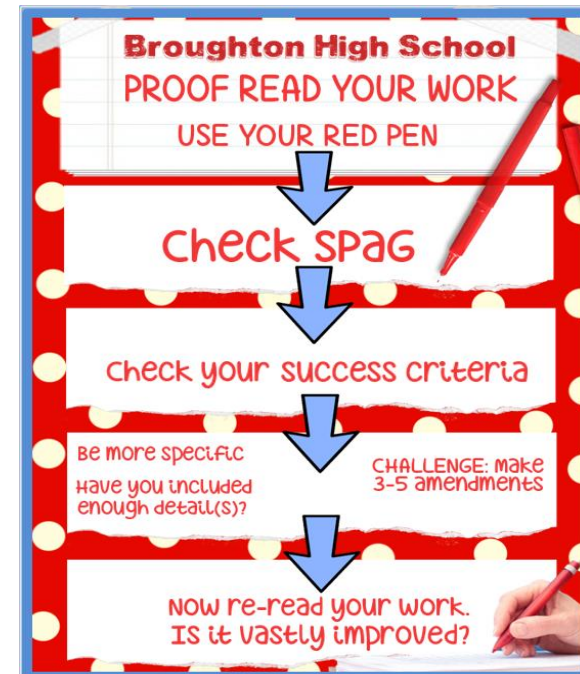 Broughton High School
PROOF READ YOUR WORK
USE YOUR RED PEN
Check SPaG
Check your success criteria
Be more specific
Have you included
enough detail(s)?
CHALLENGE: Make
3-5 amendments
Now re-read your work.
Is it vastly improved?